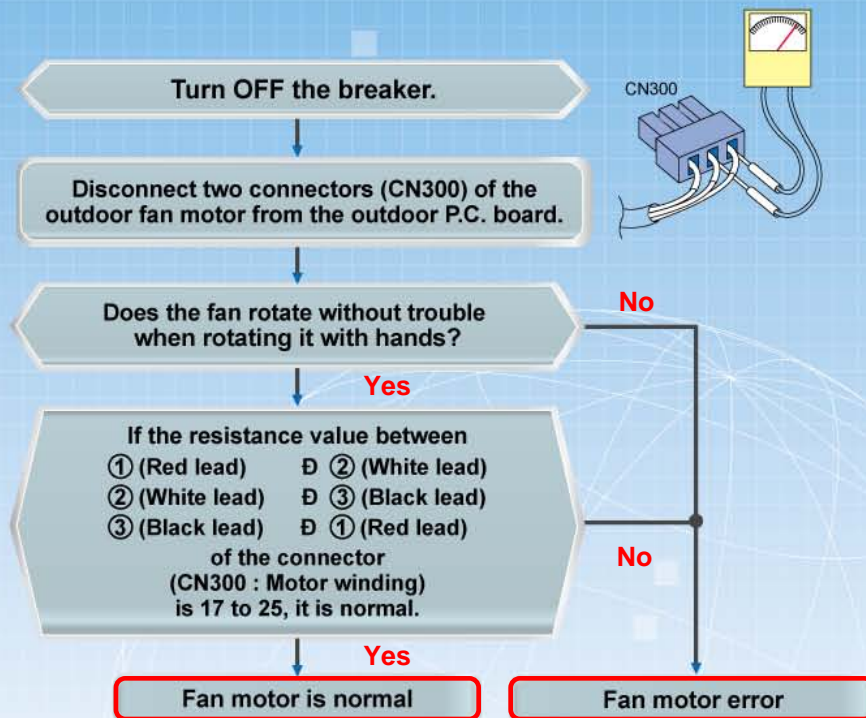 Turn OFF the breaker.
CN300
Disconnect two connectors (CN300) of the
outdoor fan motor from the outdoor P.C. board.
Does the fan rotate without trouble
when rotating it with hands?
No
Yes
If the resistance value between
① (Red lead) Đ ② (White lead)
② (White lead) Đ ③ (Black lead)
③ (Black lead) Đ ① (Red lead)
of the connector
(CN300 : Motor winding)
is 17 to 25, it is normal.
No
Yes
Fan motor is normal
Fan motor error